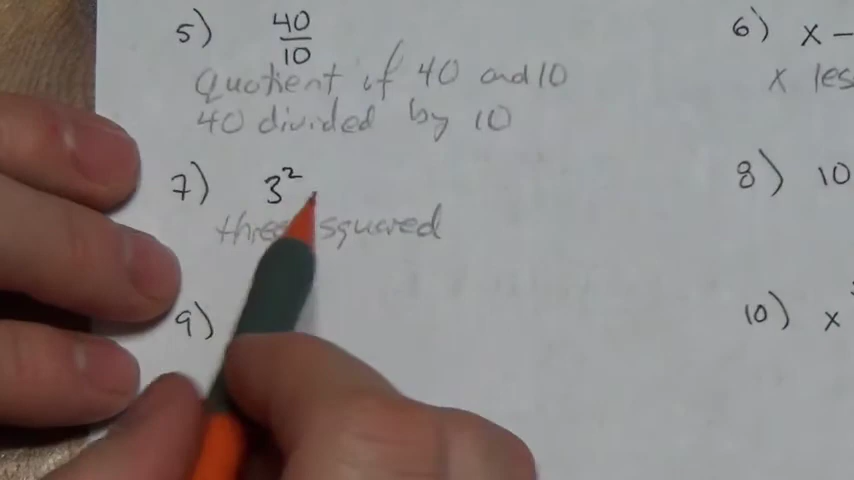 5) 40/10
Quotient of 40 and 10
40 divided by 10
6) x -
x les
7) 3²
three squared
8) 10
9)
10) x